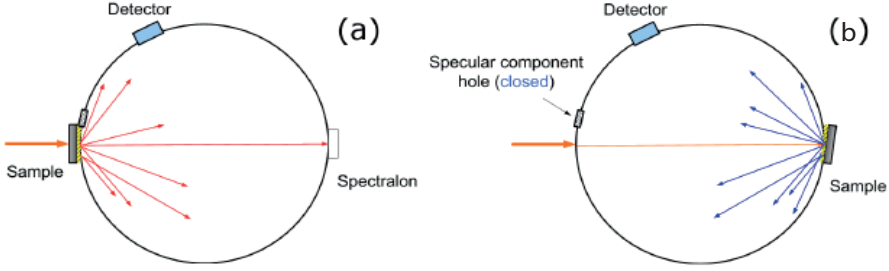 Detector
(a)
Sample
Spectralon
Detector
(b)
Specular component
hole (closed)
Sample